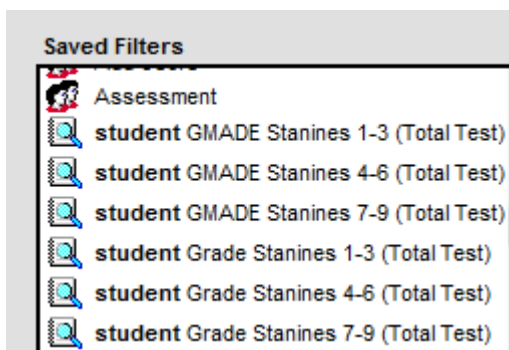 Saved Filters
Assessment
student GMADE Stanines 1-3 (Total Test)
student GMADE Stanines 4-6 (Total Test)
student GMADE Stanines 7-9 (Total Test)
student Grade Stanines 1-3 (Total Test)
student Grade Stanines 4-6 (Total Test)
student Grade Stanines 7-9 (Total Test)